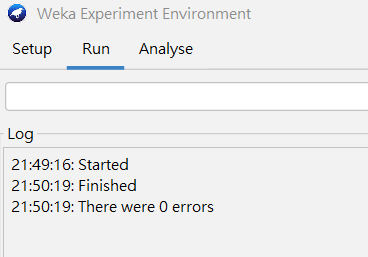 Weka Experiment Environment
Setup Run Analyse
Log
21:49:16: Started
21:50:19: Finished
21:50:19: There were 0 errors